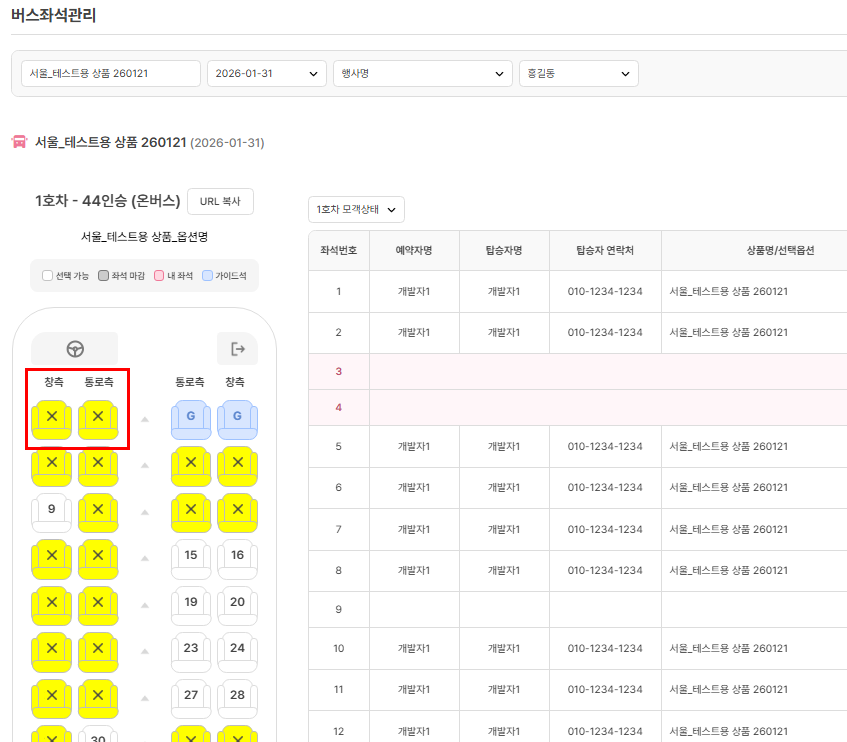 버스좌석관리
서울_테스트용 상품 260121 2026-01-31 행사명 홍길동
서울_테스트용 상품 260121 (2026-01-31)
1호차 - 44인승 (온버스) URL 복사
서울_테스트용 상품_옵션명
선택 가능 좌석 마감 내 좌석 가이드석
창측 통로측 통로측 창측
G G
9
15 16
19 20
23 24
27 28
30
1호차 모객상태
좌석번호 예약자명 탑승자명 탑승자 연락처 상품명/선택옵션
1 개발자1 개발자1 010-1234-1234 서울_테스트용 상품 260121
2 개발자1 개발자1 010-1234-1234 서울_테스트용 상품 260121
3
4
5 개발자1 개발자1 010-1234-1234 서울_테스트용 상품 260121
6 개발자1 개발자1 010-1234-1234 서울_테스트용 상품 260121
7 개발자1 개발자1 010-1234-1234 서울_테스트용 상품 260121
8 개발자1 개발자1 010-1234-1234 서울_테스트용 상품 260121
9
10 개발자1 개발자1 010-1234-1234 서울_테스트용 상품 260121
11 개발자1 개발자1 010-1234-1234 서울_테스트용 상품 260121
12 개발자1 개발자1 010-1234-1234 서울_테스트용 상품 260121